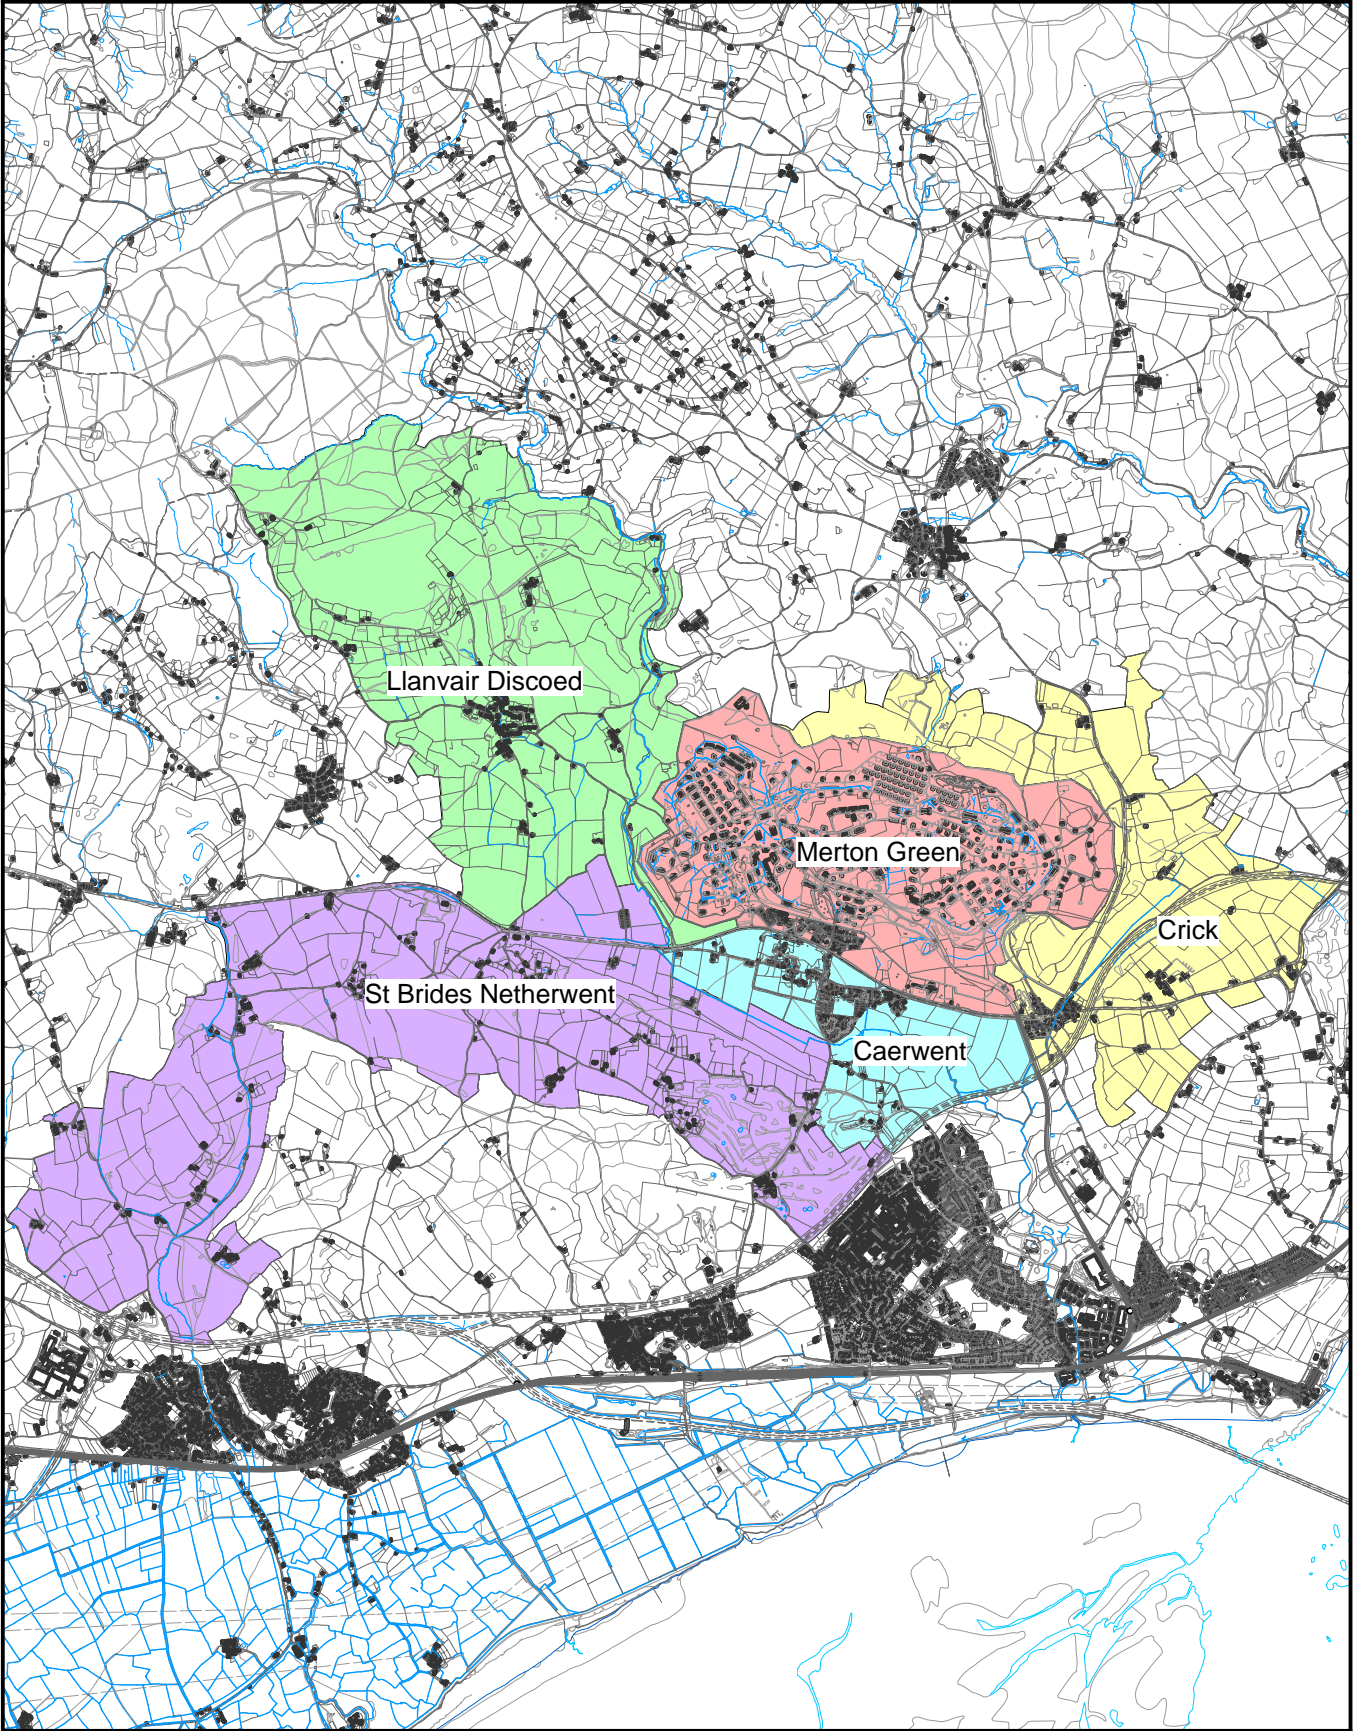 Llanvair Discoed
Merton Green
Crick
St Brides Netherwent
Caerwent